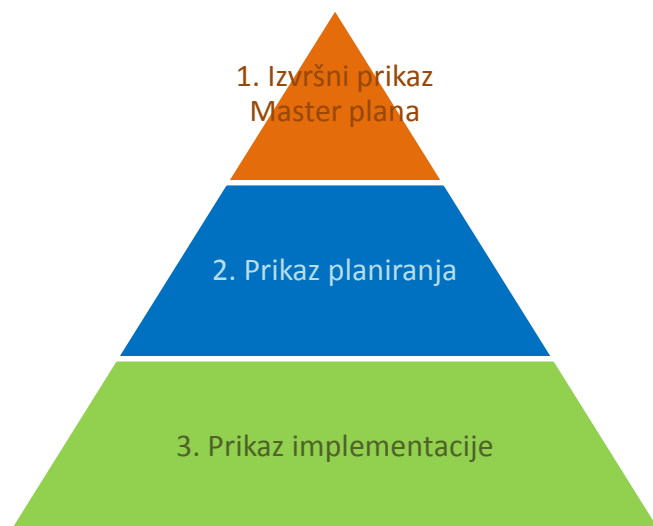 1. Izvršni prikaz
Master plana
2. Prikaz planiranja
3. Prikaz implementacije